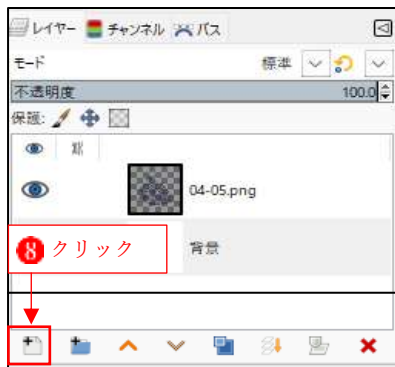 レイヤー チャンネル パス
モード 標準
不透明度 100.0
保護:
04-05.png
背景
8 クリック